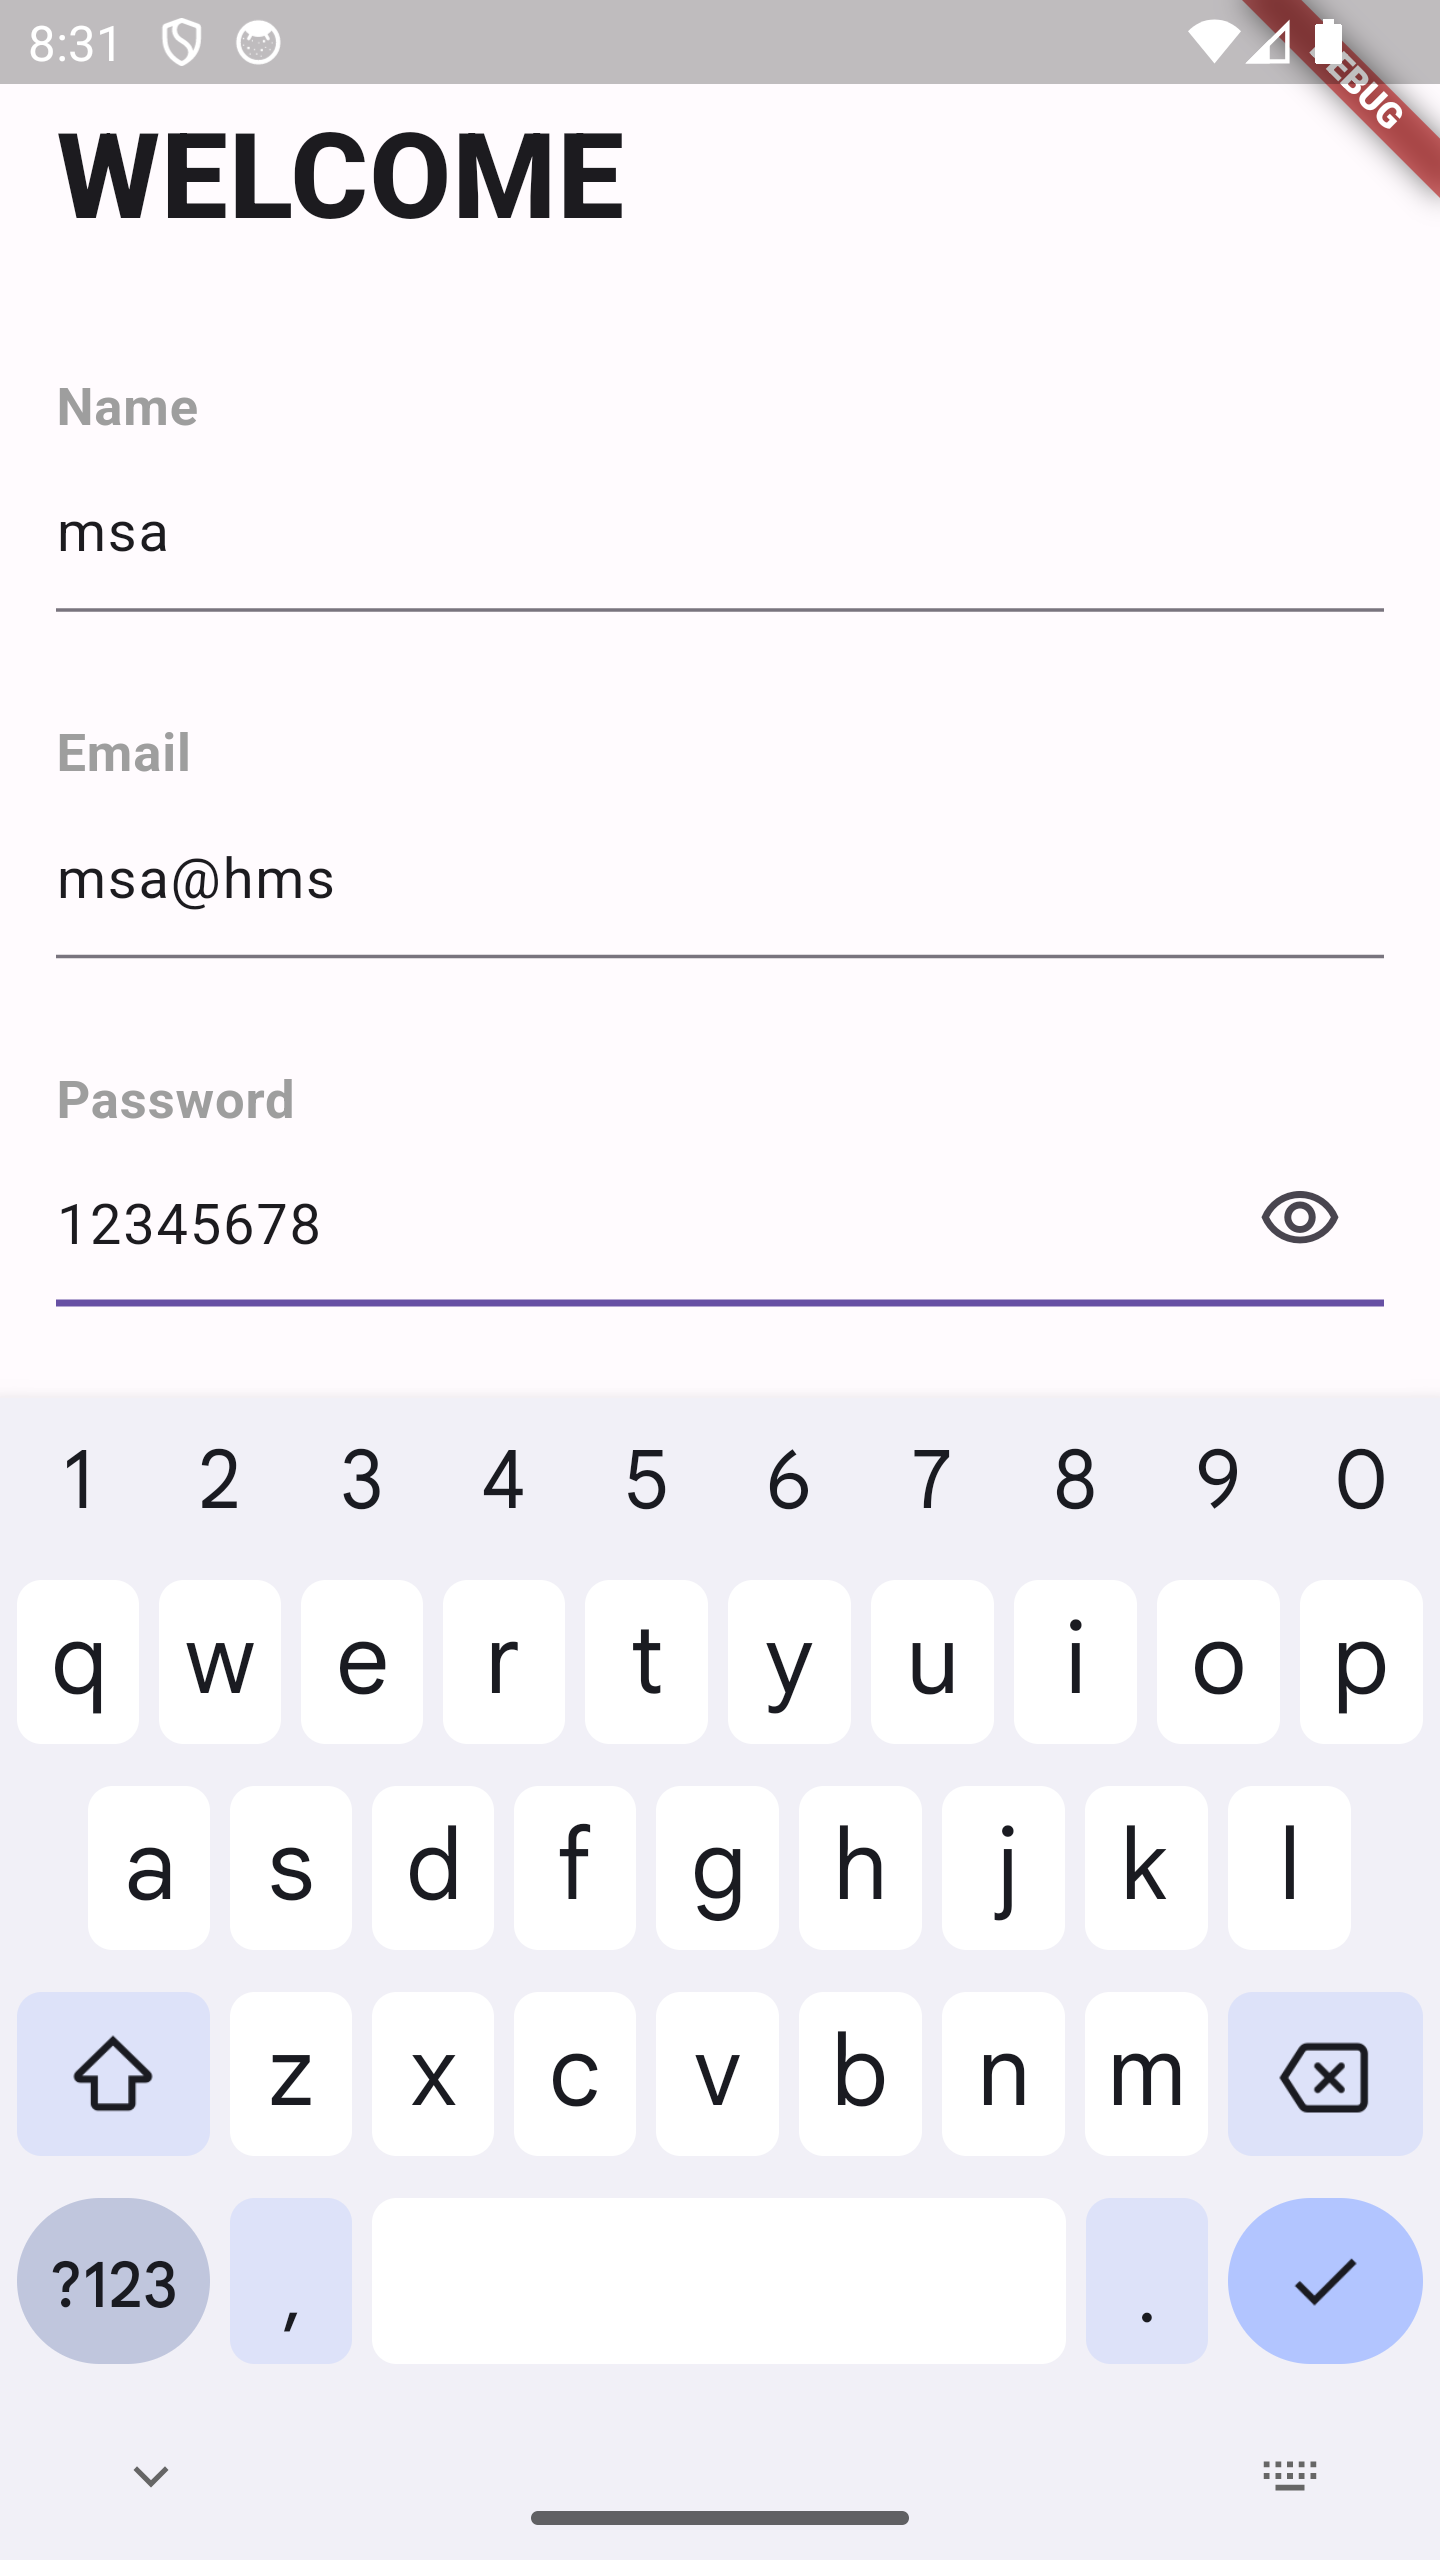 8:31
DEBUG
WELCOME
Name
msa
Email
msa@hms
Password
12345678
1 2 3 4 5 6 7 8 9 0
q w e r t y u i o p
a s d f g h j k l
z x c v b n m
?123 , .